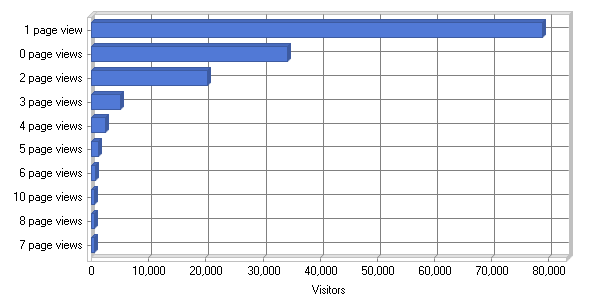 1 page view
0 page views
2 page views
3 page views
4 page views
5 page views
6 page views
10 page views
8 page views
7 page views
0 10,000 20,000 30,000 40,000 50,000 60,000 70,000 80,000
Visitors